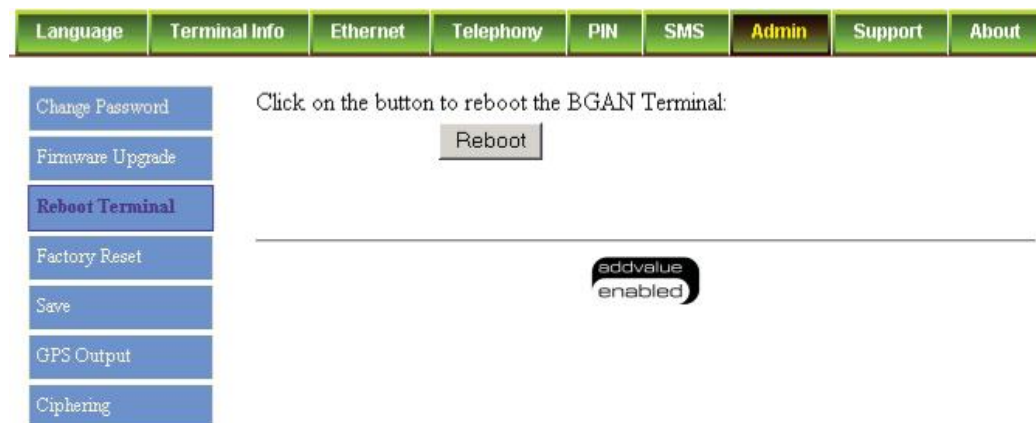 Language Terminal Info Ethernet Telephony PIN SMS Admin Support About
Change Password
Firmware Upgrade
Reboot Terminal
Factory Reset
Save
GPS Output
Ciphering
Click on the button to reboot the BGAN Terminal:
Reboot
addvalue
enabled